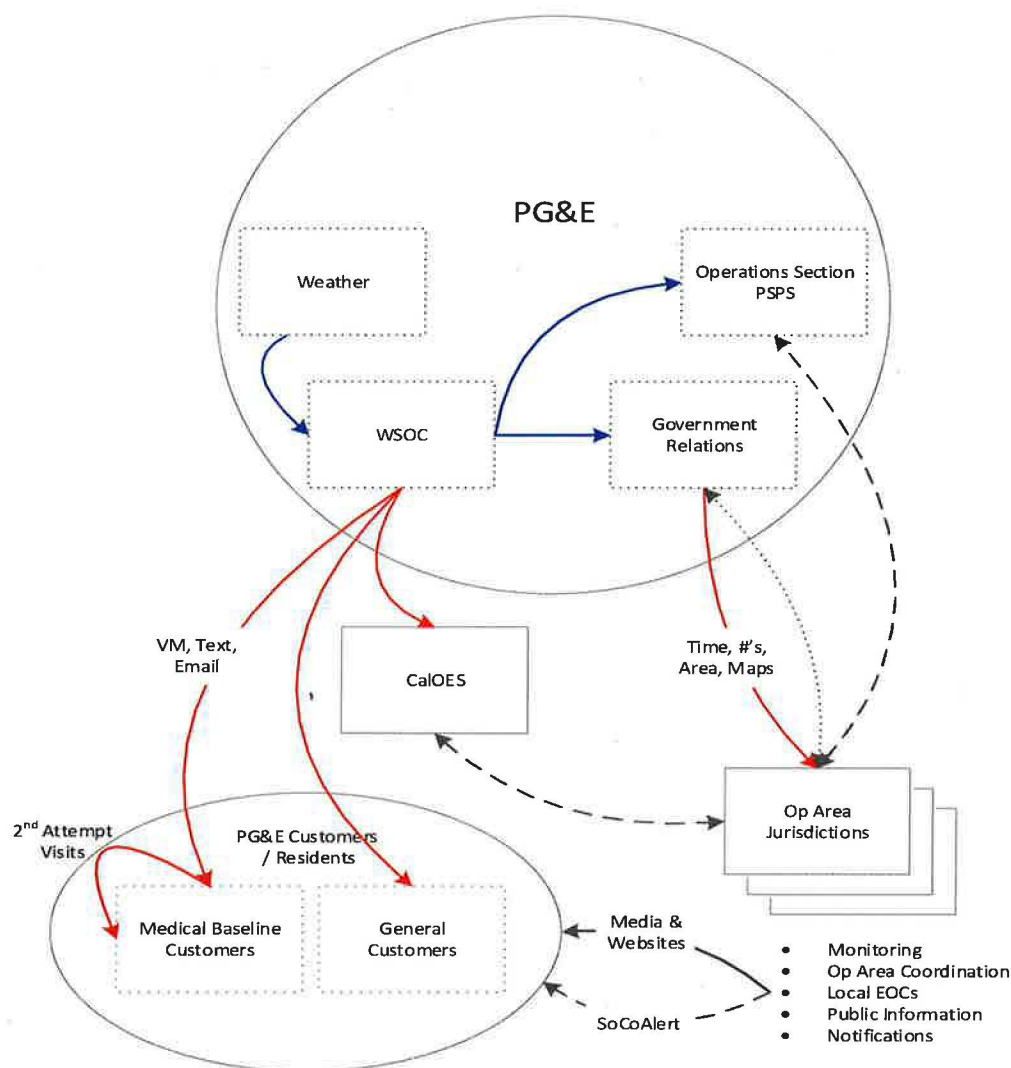 PG&E
Weather
Operations Section
PSPS
WSOC
Government
Relations
VM, Text,
Email
CalOES
Time, #'s,
Area, Maps
Op Area
Jurisdictions
2nd Attempt
Visits
PG&E Customers
/ Residents
Medical Baseline
Customers
General
Customers
Media &
Websites
SoCoAlert
• Monitoring
• Op Area Coordination
• Local EOCs
• Public Information
• Notifications